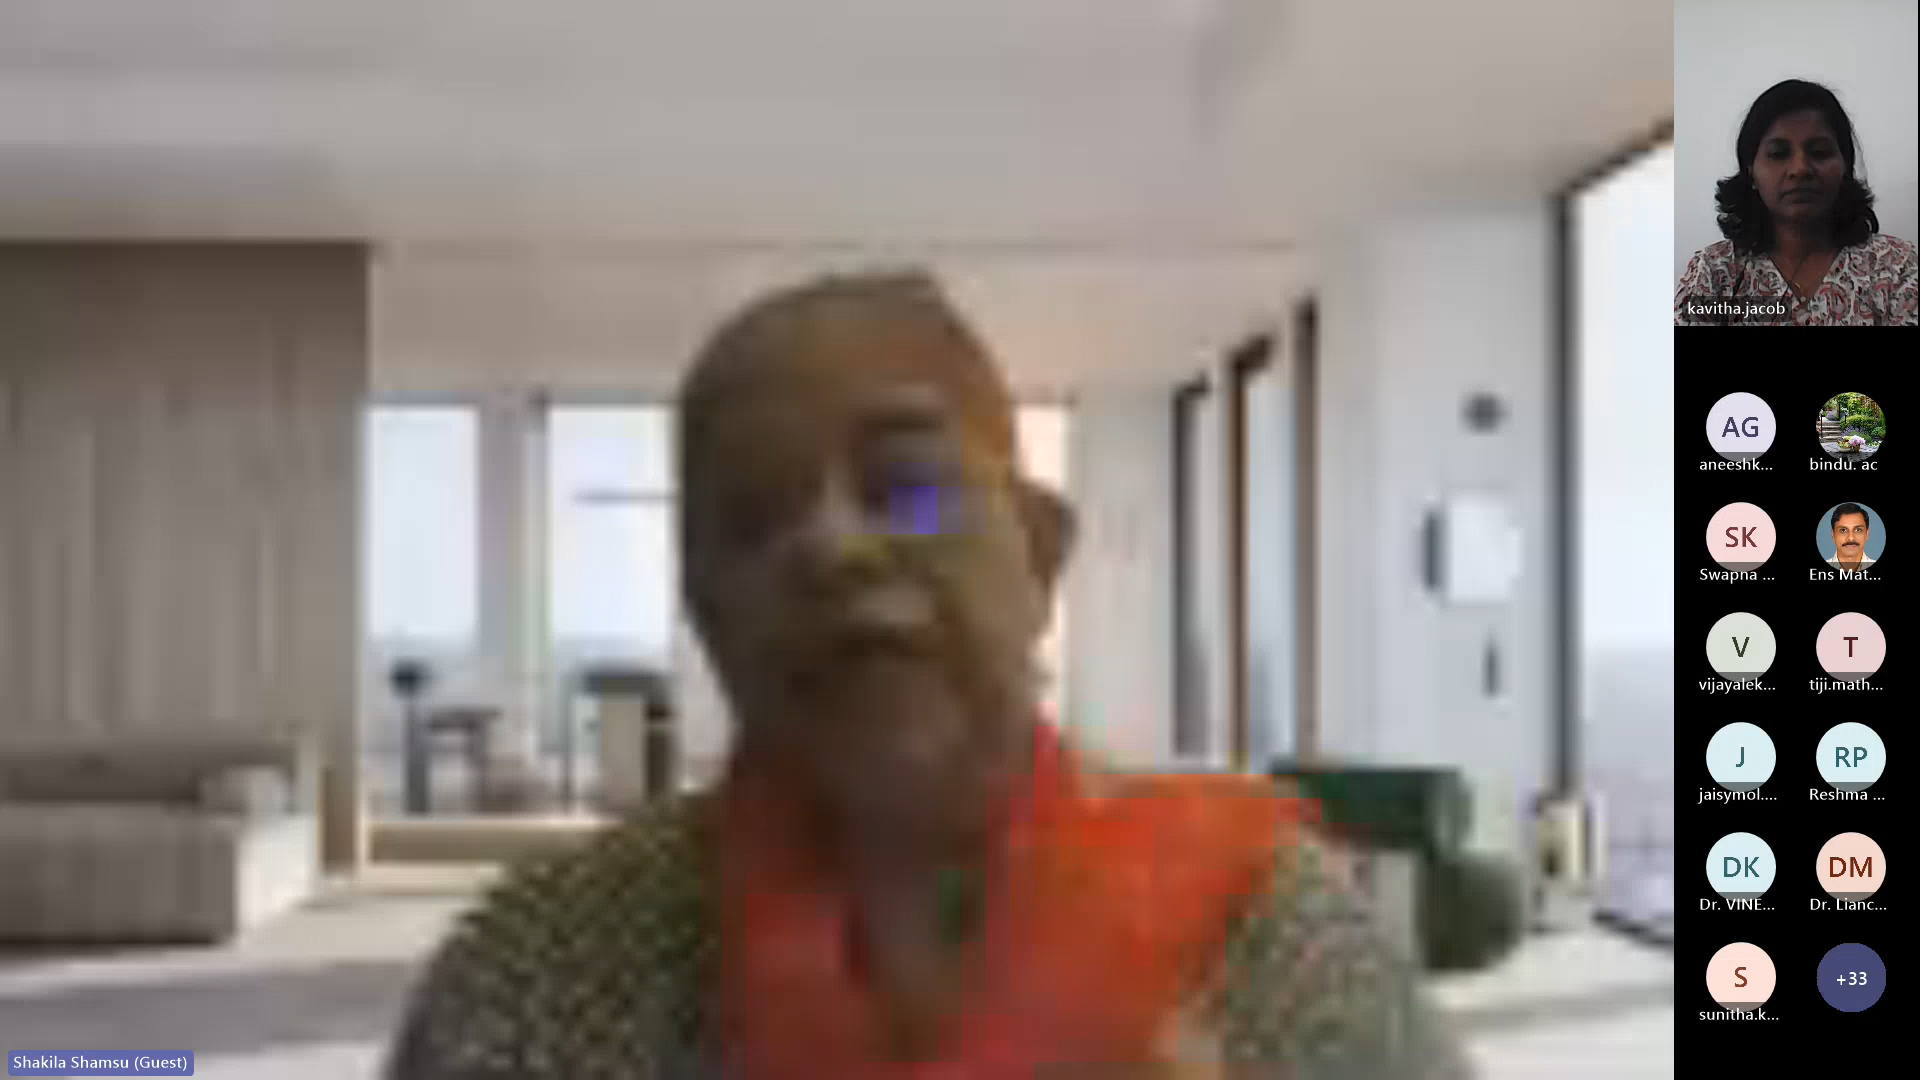 kavitha.jacob
AG
aneeshk...
bindu. ac
SK
Swapna ...
Ens Mat...
V
vijayalek...
T
tiji.math...
J
jaisymol....
RP
Reshma ...
DK
Dr. VINE...
DM
Dr. Lianc...
S
sunitha.k...
+33
Shakila Shamsu (Guest)